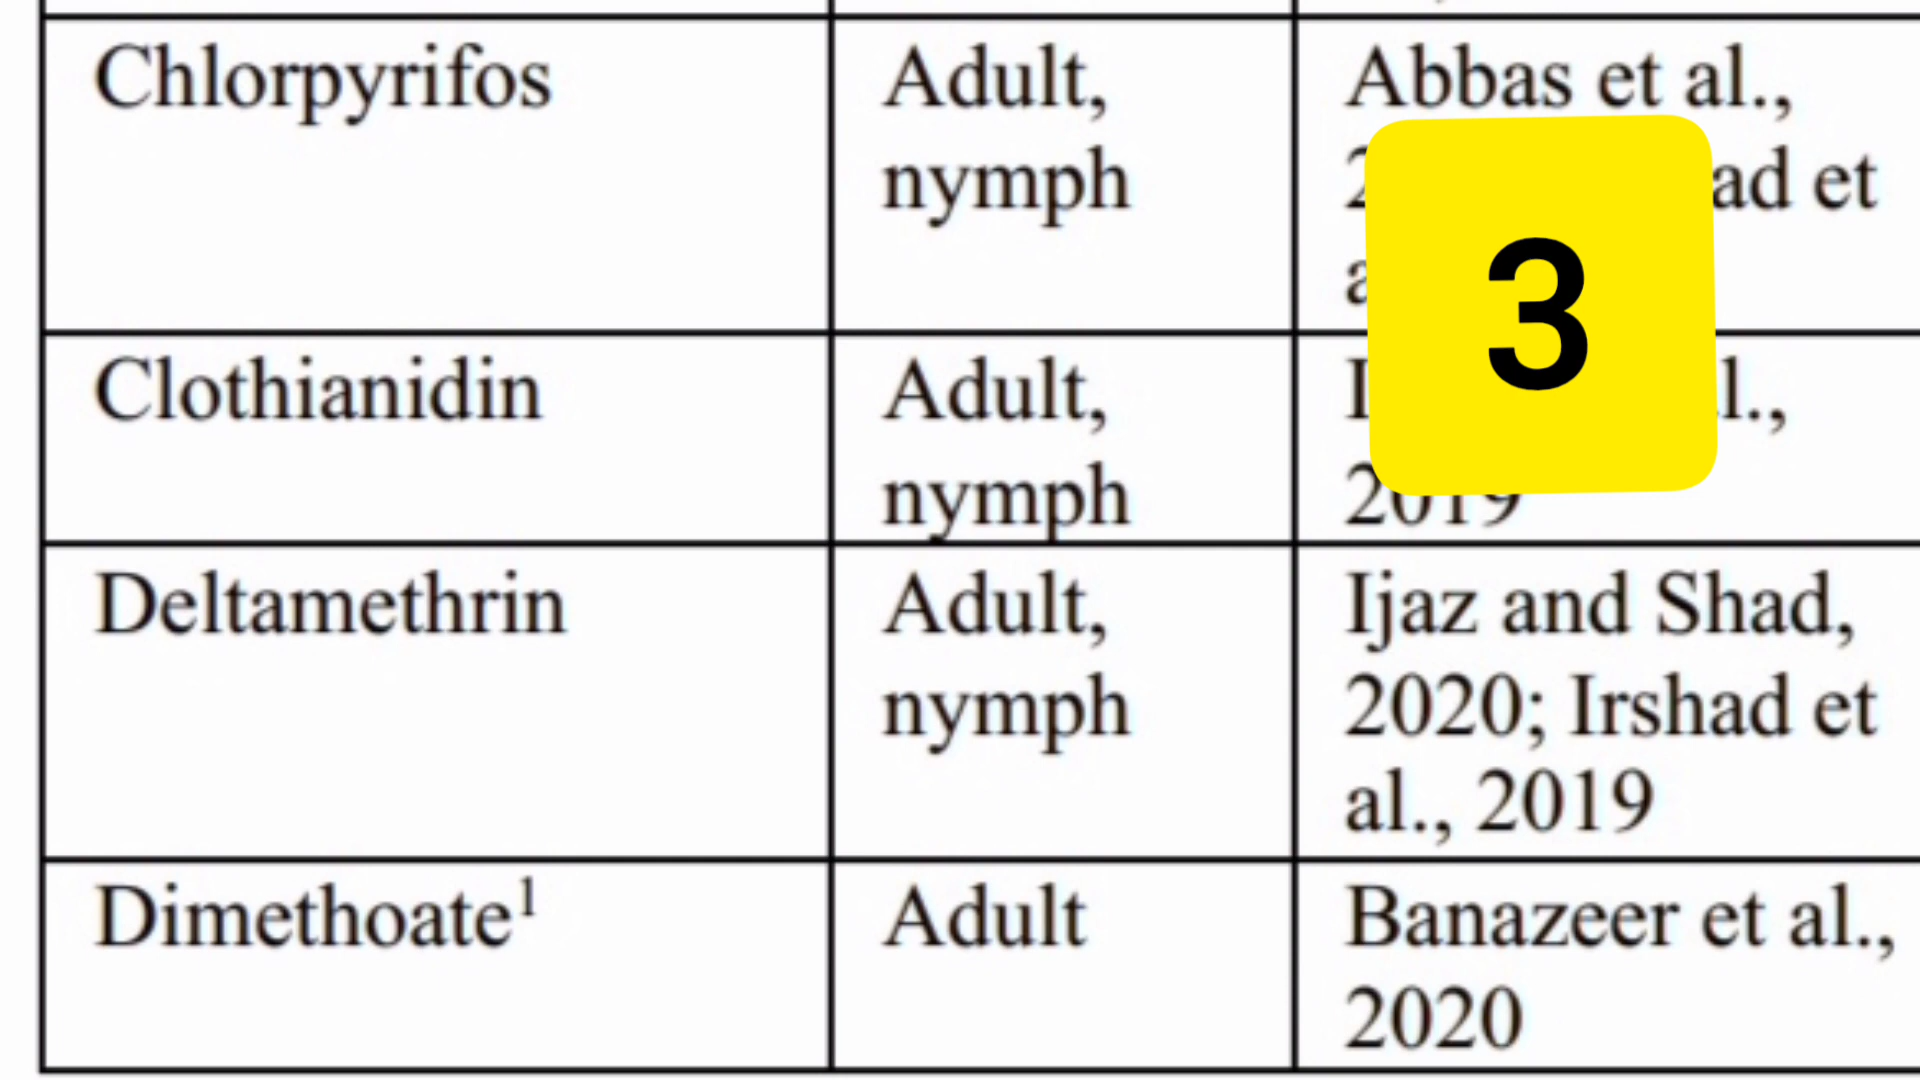 Chlorpyrifos
Adult,
nymph
Abbas et al.,
et
3
Clothianidin
Adult,
nymph
2019
Deltamethrin
Adult,
nymph
Ijaz and Shad,
2020; Irshad et
al., 2019
Dimethoate¹
Adult
Banazeer et al.,
2020